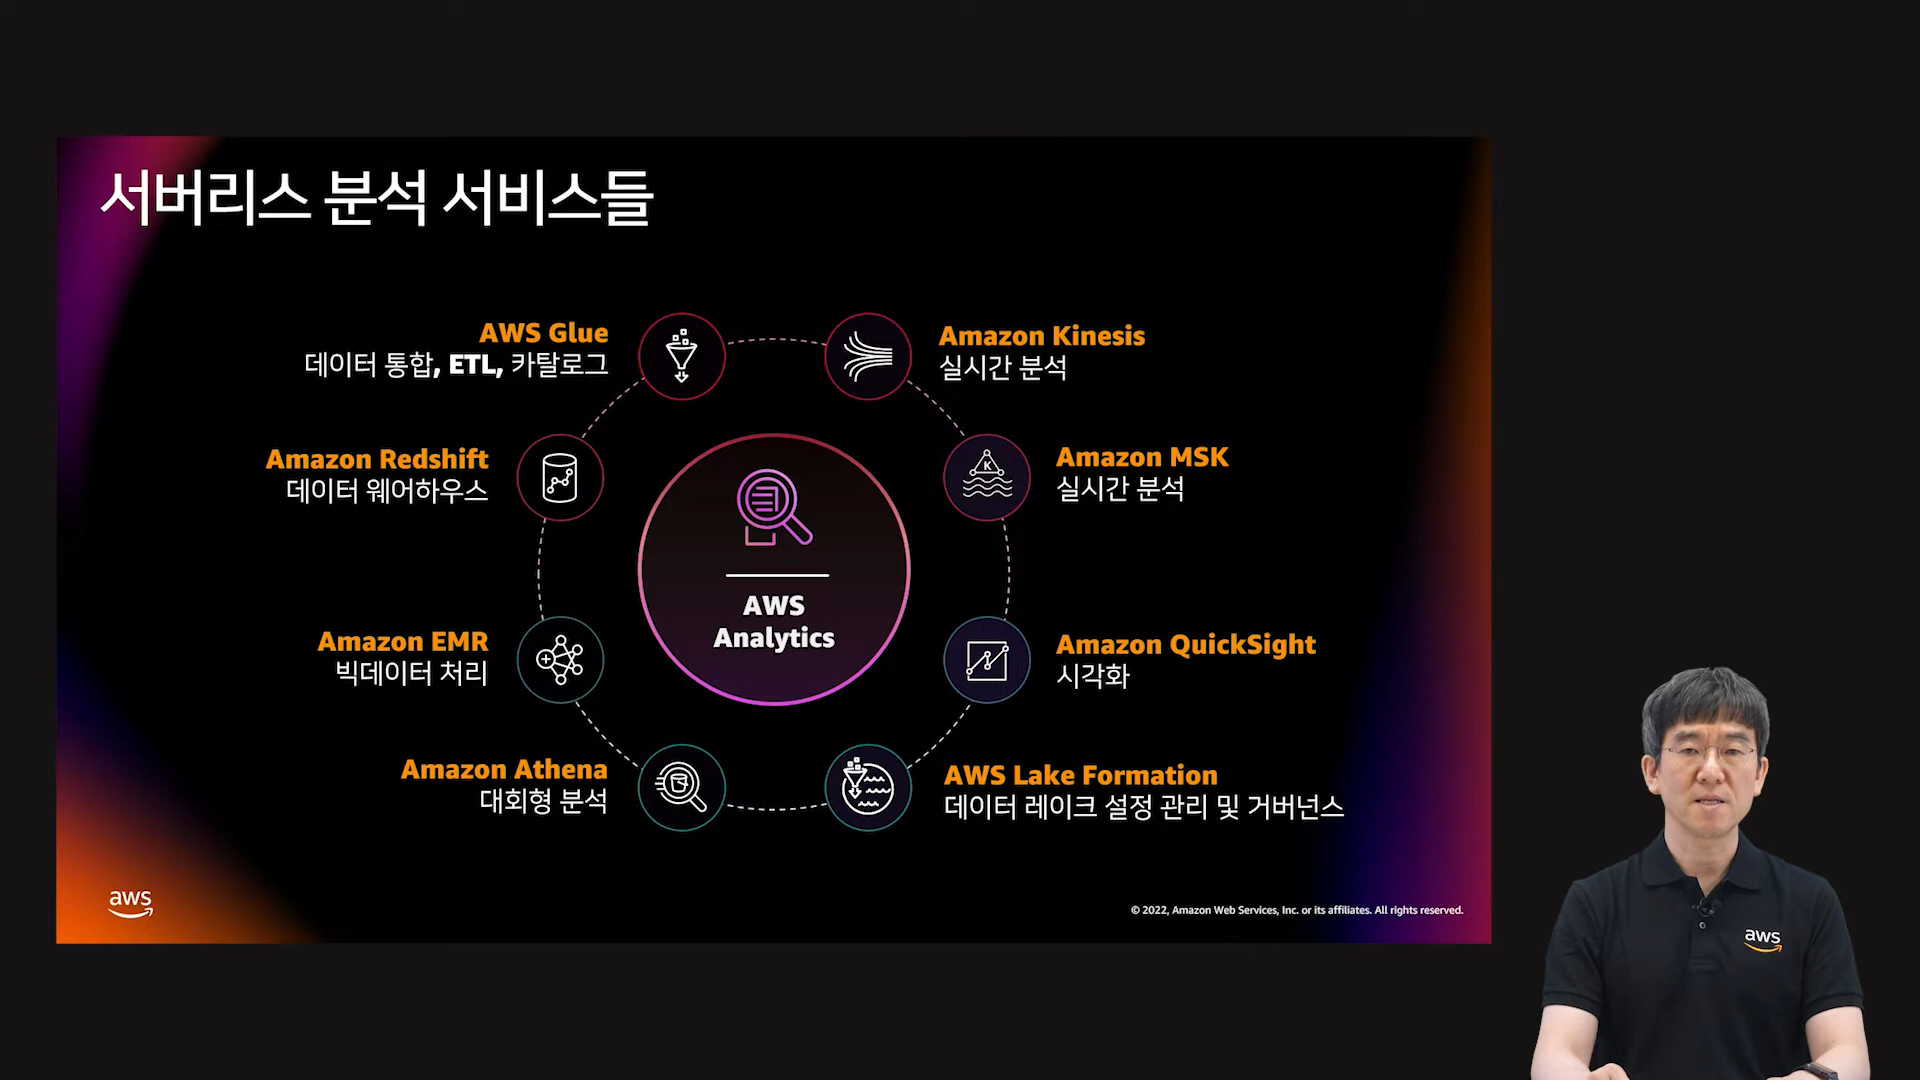 서버리스 분석 서비스들
AWS Glue
데이터 통합, ETL, 카탈로그
Amazon Kinesis
실시간 분석
Amazon Redshift
데이터 웨어하우스
Amazon MSK
실시간 분석
K
AWS
Analytics
Amazon EMR
빅데이터 처리
Amazon QuickSight
시각화
Amazon Athena
대회형 분석
AWS Lake Formation
데이터 레이크 설정 관리 및 거버넌스
aws
© 2022, Amazon Web Services, Inc. or its affiliates. All rights reserved.
aws